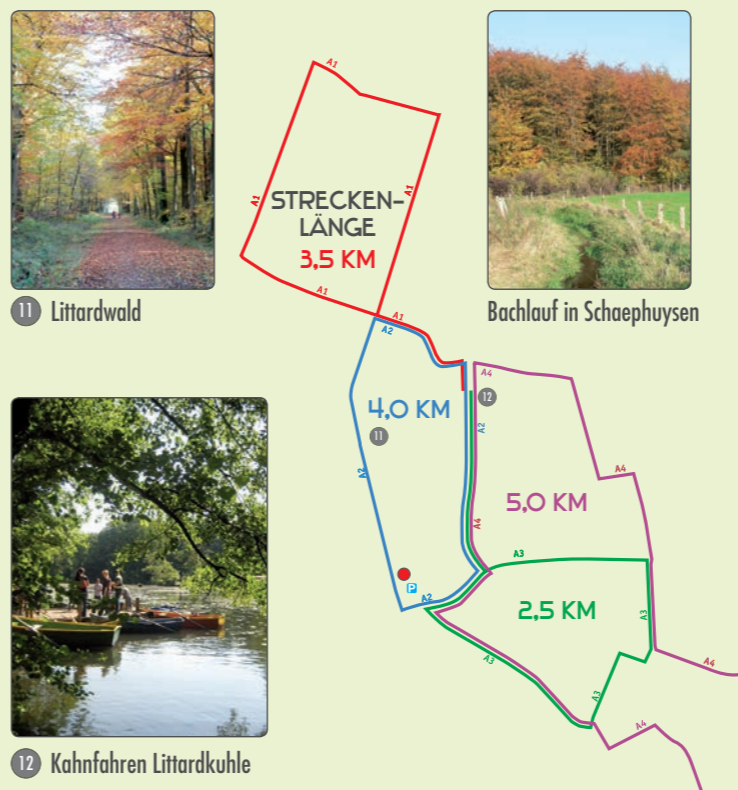 11 Littardwald
12 Kahnfahren Littardkuhle
A1
A1
A1
STRECKEN-
LÄNGE
3,5 KM
A1
A1
A2
4,0 KM
11
A2
A2
P
A2
12
A4
A4
A4
5,0 KM
A3
2,5 KM
A3
A3
A3
A4
A4
Bachlauf in Schaephuysen